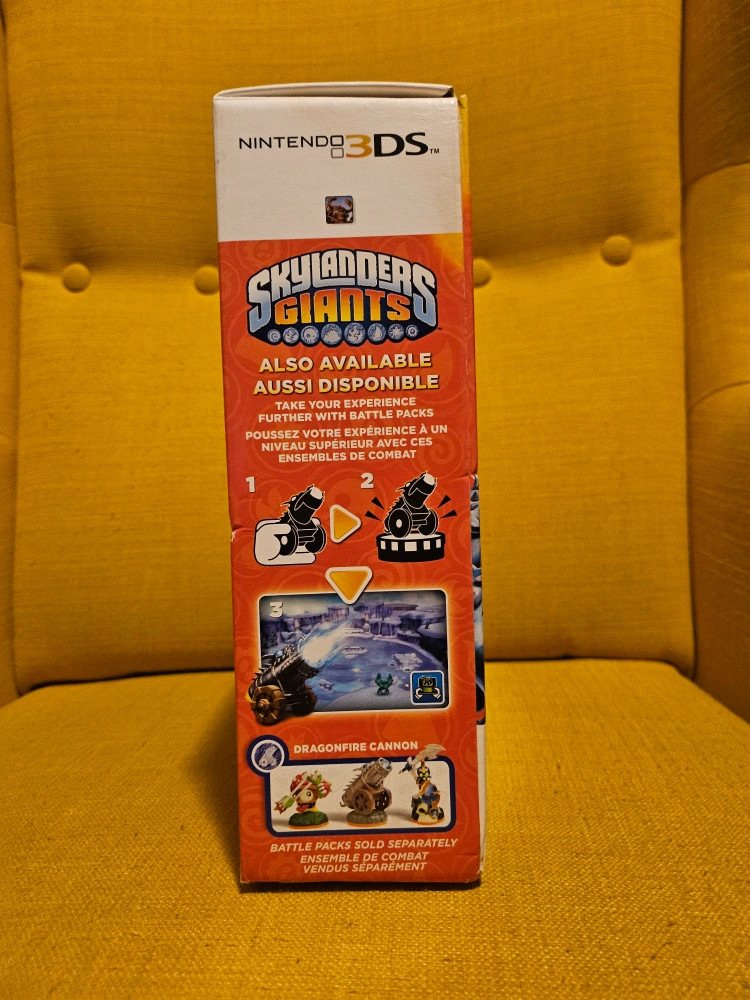 NINTENDO 3DS™
SKYLANDERS
GIANTS
ALSO AVAILABLE
AUSSI DISPONIBLE
TAKE YOUR EXPERIENCE
FURTHER WITH BATTLE PACKS
POUSSEZ VOTRE EXPÉRIENCE À UN
NIVEAU SUPÉRIEUR AVEC CES
ENSEMBLES DE COMBAT
1
2
3
DRAGONFIRE CANNON
BATTLE PACKS SOLD SEPARATELY
ENSEMBLE DE COMBAT
VENDUS SÉPARÉMENT